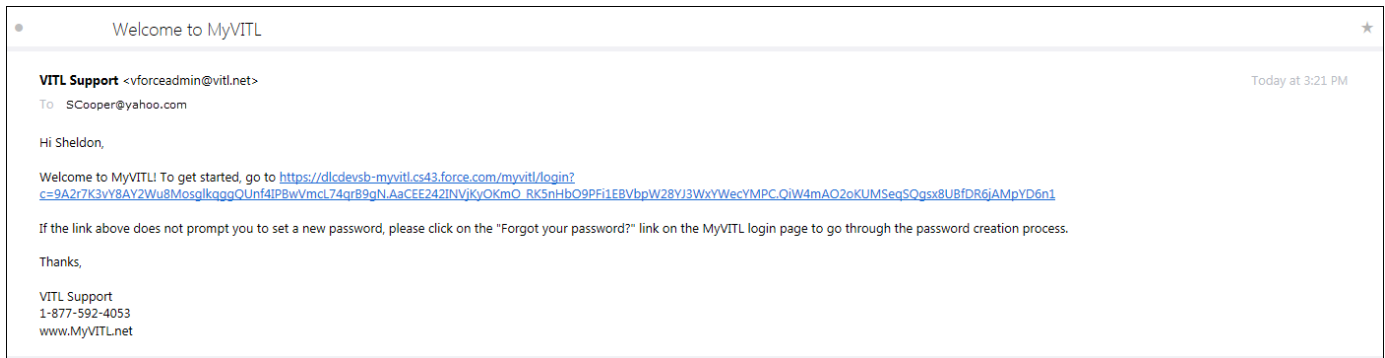 Welcome to MyVITL
VITL Support <vforceadmin@vitl.net>
Today at 3:21 PM
To SCooper@yahoo.com
Hi Sheldon,
Welcome to MyVITL! To get started, go to https://dlcdevsb-myvitl.cs43.force.com/myvitl/login?
c=9A2r7K3vY8AY2Wu8MosglkqggQUnf4IPBwVmcL74qrB9gN.AaCEE242INVjKyOKmO_RK5nHbO9PFi1EBVbpW28YJ3WxYWecYMPC.QiW4mAO2oKUMSeqSQgsx8UBfDR6jAMpYD6n1
If the link above does not prompt you to set a new password, please click on the "Forgot your password?" link on the MyVITL login page to go through the password creation process.
Thanks,
VITL Support
1-877-592-4053
www.MyVITL.net